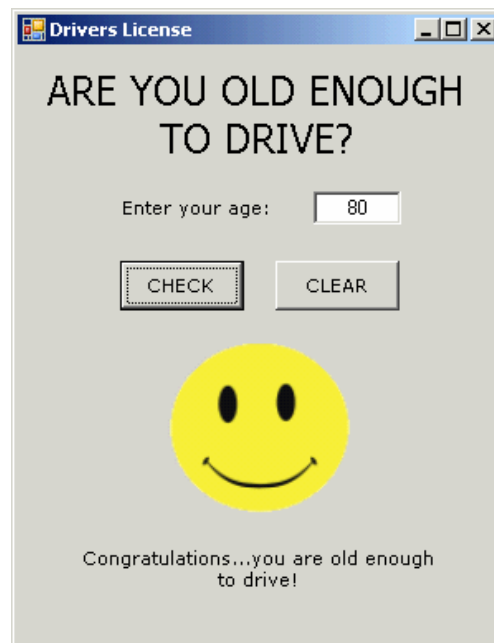 Drivers License
ARE YOU OLD ENOUGH
TO DRIVE?
Enter your age: 80
CHECK CLEAR
Congratulations...you are old enough
to drive!